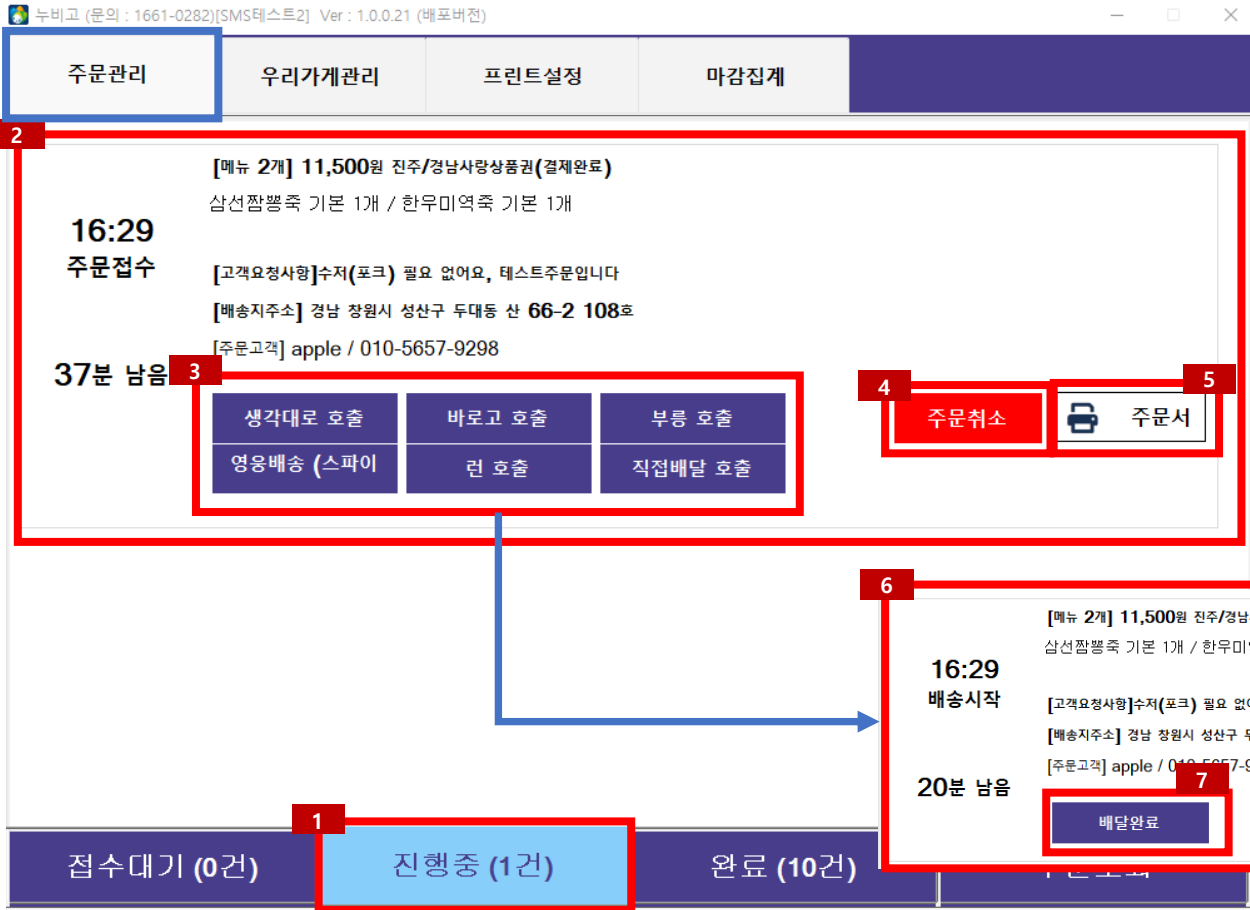 누비고 (문의 : 1661-0282)[SMS테스트2] Ver : 1.0.0.21 (배포버전)
주문관리
우리가게관리
프린트설정
마감집계
2
[메뉴 2개] 11,500원 진주/경남사랑상품권(결제완료)
삼선짬뽕죽 기본 1개 / 한우미역죽 기본 1개
16:29
주문접수
[고객요청사항]수저(포크) 필요 없어요, 테스트주문입니다
[배송지주소] 경남 창원시 성산구 두대동 산 66-2 108호
[주문고객] apple / 010-5657-9298
37분 남음
3
생각대로 호출
바로고 호출
부릉 호출
영웅배송 (스파이
런 호출
직접배달 호출
4
주문취소
5
주문서
6
[메뉴 2개] 11,500원 진주/경남
삼선짬뽕죽 기본 1개 / 한우미
16:29
배송시작
[고객요청사항]수저(포크) 필요 없
[배송지주소] 경남 창원시 성산구
[주문고객] apple / 010-5657-9
20분 남음
7
배달완료
1
접수대기 (0건)
진행중 (1건)
완료 (10건)